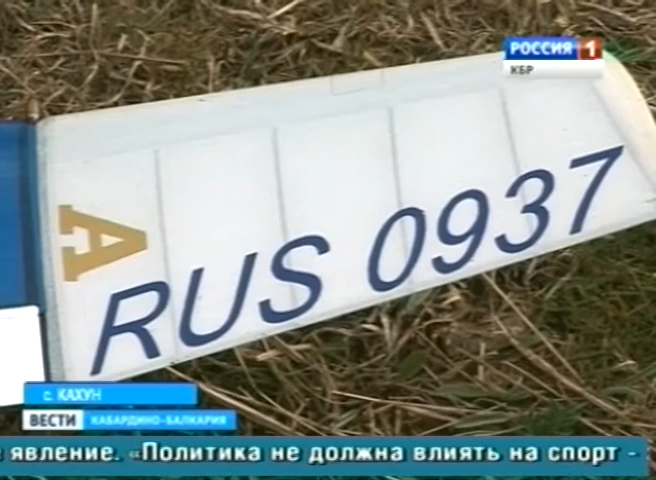 РОССИЯ 1
КБР
A
RUS 0937
с. КАХУН
ВЕСТИ КАБАРДИНО-БАЛКАРИЯ
явление. «Политика не должна влиять на спорт -